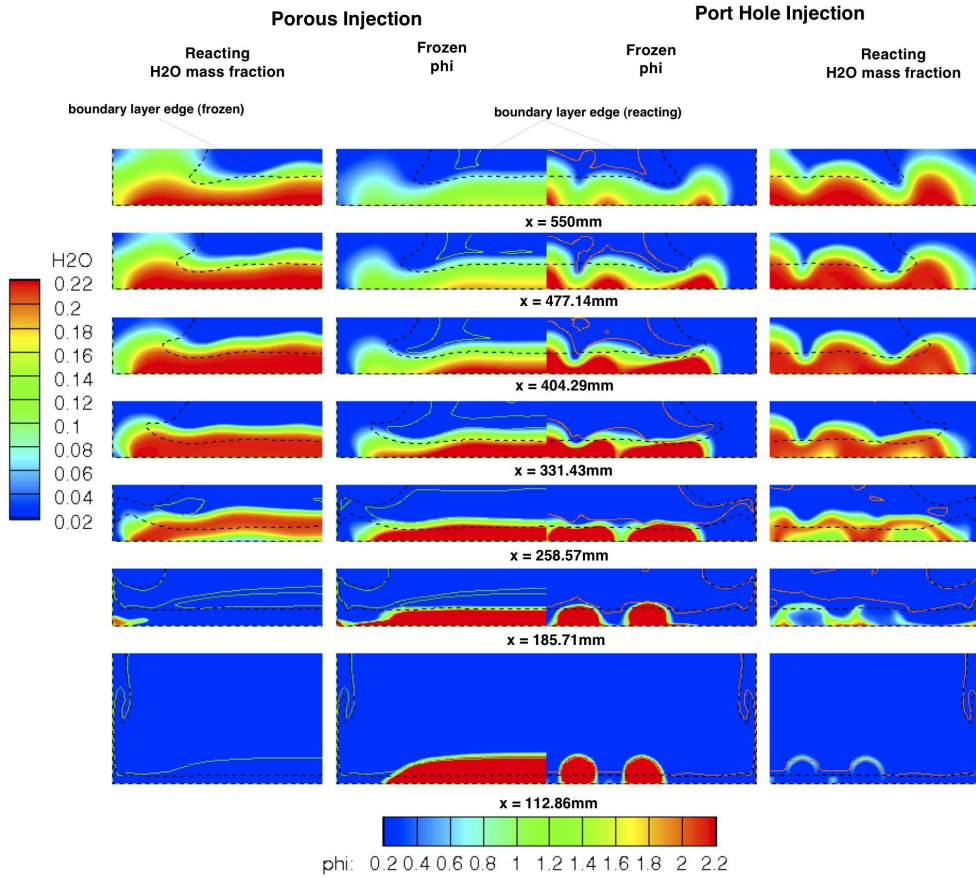 Porous Injection
Port Hole Injection
Reacting
H2O mass fraction
Frozen
phi
Frozen
phi
Reacting
H2O mass fraction
boundary layer edge (frozen)
boundary layer edge (reacting)
x = 550mm
x = 477.14mm
x = 404.29mm
x = 331.43mm
x = 258.57mm
x = 185.71mm
x = 112.86mm
H2O
0.22
0.2
0.18
0.16
0.14
0.12
0.1
0.08
0.06
0.04
0.02
phi: 0.2 0.4 0.6 0.8 1 1.2 1.4 1.6 1.8 2 2.2